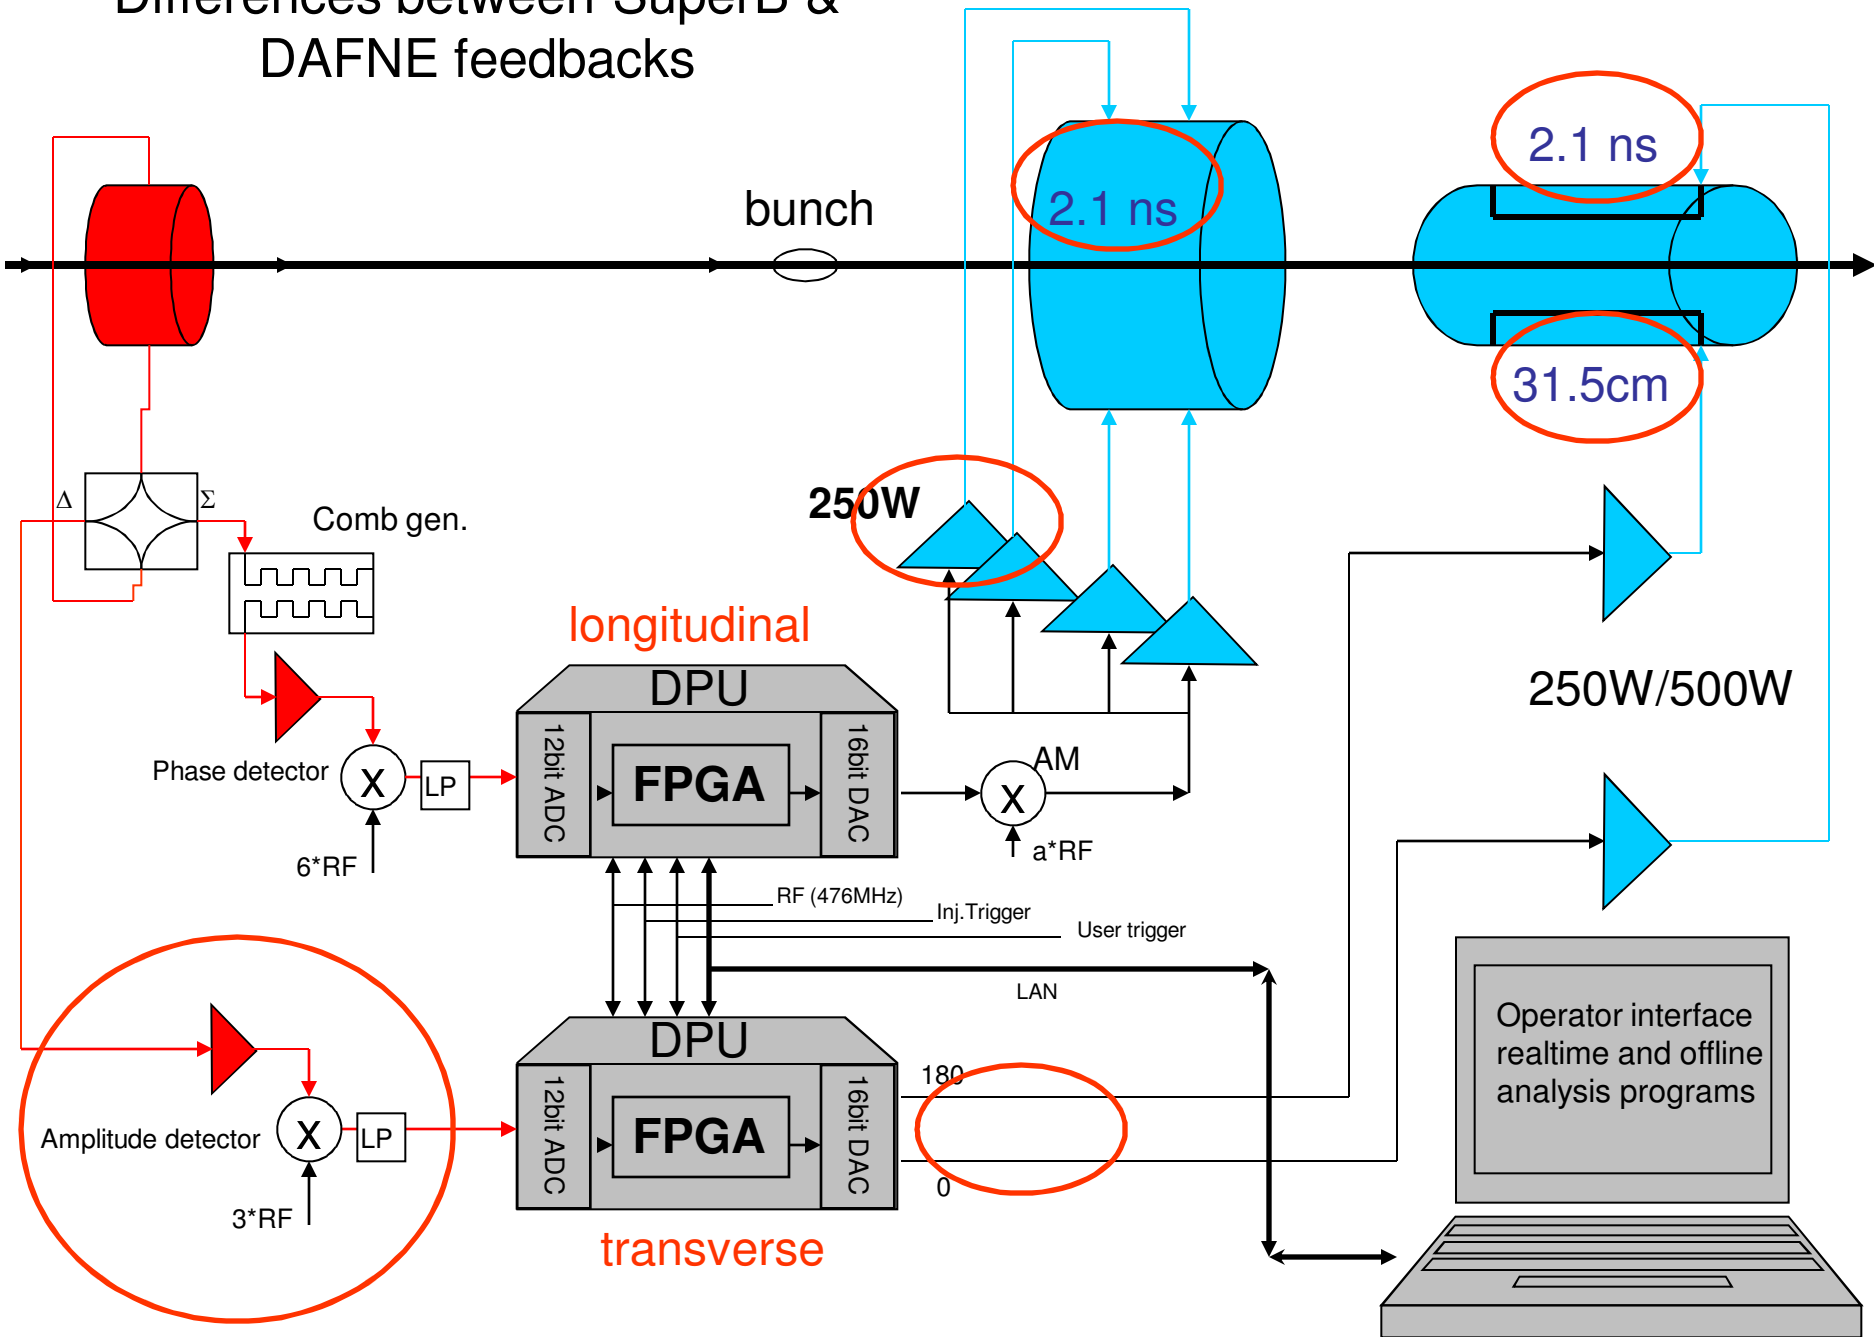 Differences between SuperB &
DAFNE feedbacks
2.1 ns
2.1 ns
bunch
31.5cm
250W
Δ
Σ
Comb gen.
longitudinal
DPU
250W/500W
12bit ADC
FPGA
16bit DAC
AM
Phase detector
X
LP
X
6*RF
a*RF
RF (476MHz)
Inj.Trigger
User trigger
LAN
Operator interface
realtime and offline
analysis programs
DPU
180
12bit ADC
FPGA
16bit DAC
Amplitude detector
X
LP
0
3*RF
transverse